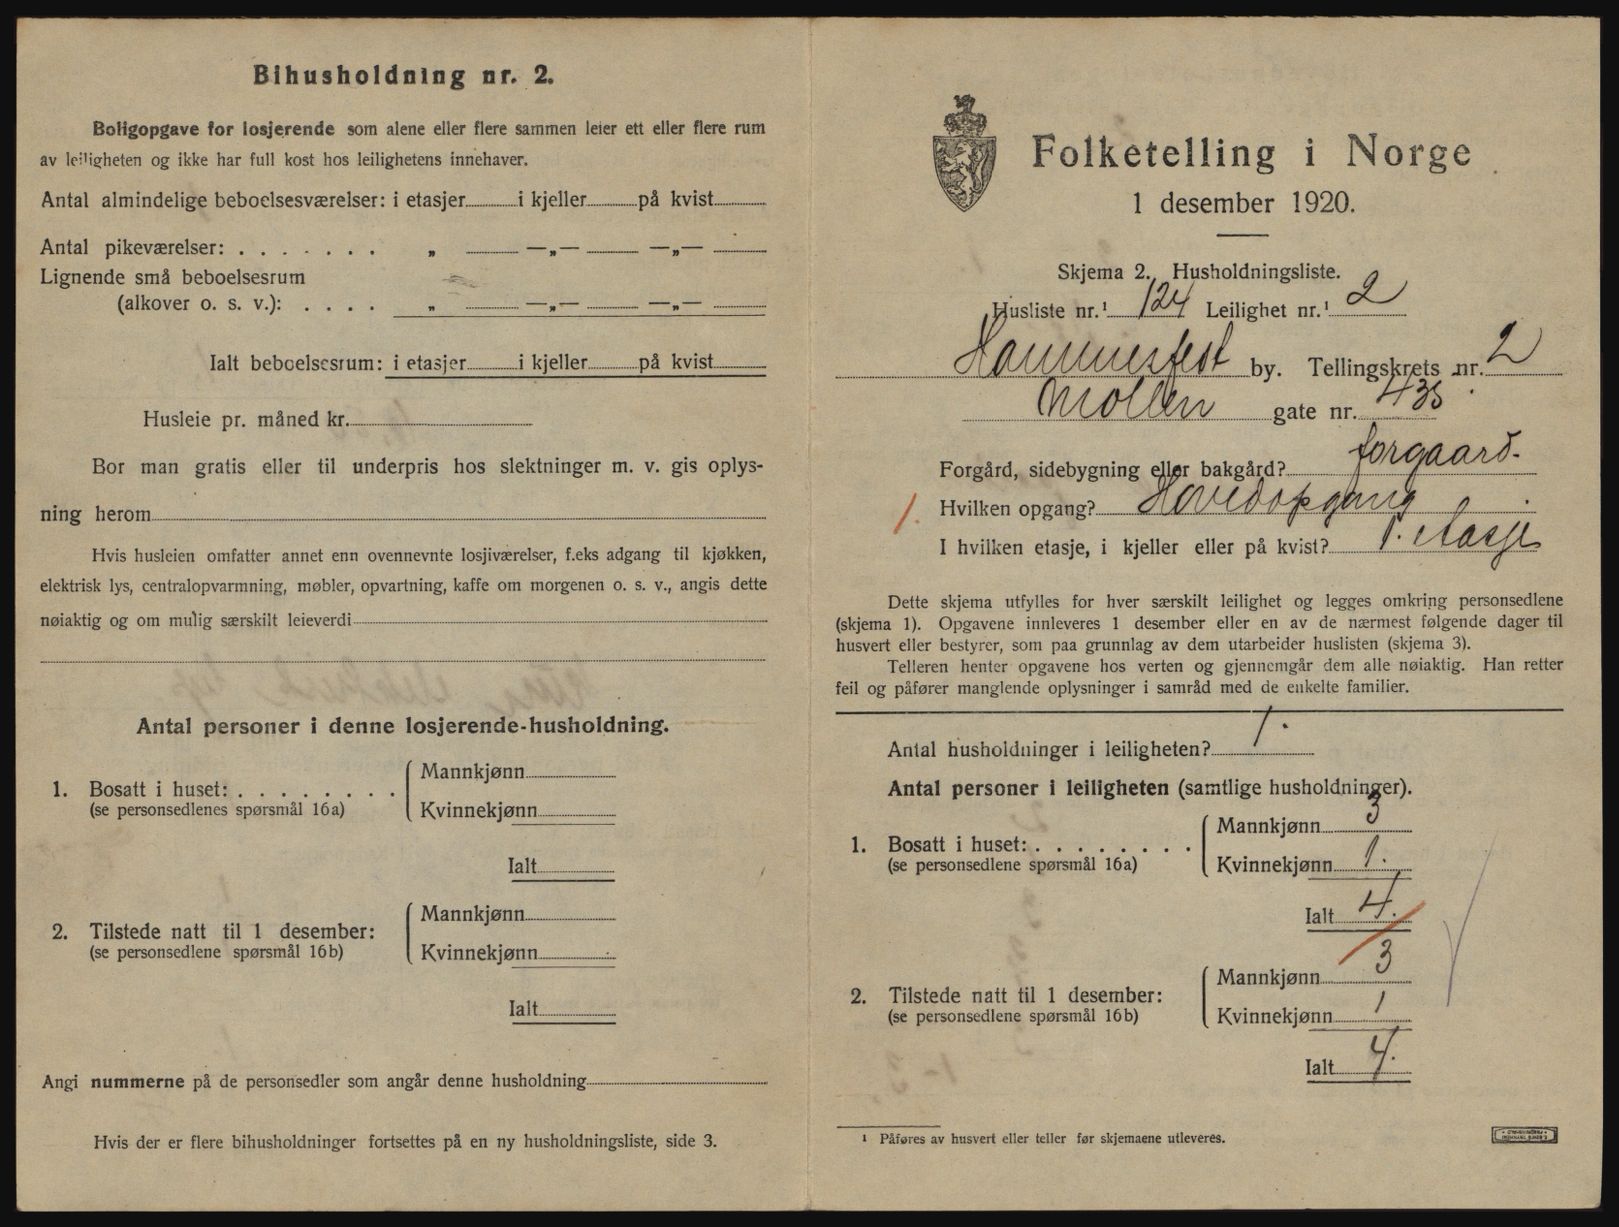 Bihusholdning nr. 2.
Boligopgave for losjerende som alene eller flere sammen leier ett eller flere rum
av leiligheten og ikke har full kost hos leilighetens innehaver.
Antal almindelige beboelsesværelser: i etasjer i kjeller på kvist
Antal pikeværelser: . . . . . . . „ —„— —„—
Lignende små beboelsesrum
(alkover o. s. v.): . . . . „ —„— —„—
Ialt beboelsesrum: i etasjer i kjeller på kvist
Husleie pr. måned kr.
Bor man gratis eller til underpris hos slektninger m. v. gis oplys-
ning herom
Hvis husleien omfatter annet enn ovennevnte losjiværelser, f.eks adgang til kjøkken,
elektrisk lys, centralopvarmning, møbler, opvartning, kaffe om morgenen o. s. v., angis dette
nøiaktig og om mulig særskilt leieverdi
Antal personer i denne losjerende-husholdning.
1. Bosatt i huset: . . . . . . . .
(se personsedlenes spørsmål 16a)
Mannkjønn
Kvinnekjønn
Ialt
2. Tilstede natt til 1 desember:
(se personsedlene spørsmål 16b)
Mannkjønn
Kvinnekjønn
Ialt
Angi nummerne på de personsedler som angår denne husholdning
Hvis der er flere bihusholdninger fortsettes på en ny husholdningsliste, side 3.
Folketelling i Norge
1 desember 1920.
Skjema 2. Husholdningsliste.
Husliste nr.¹ 124 Leilighet nr.¹ 2
Hammerfest by. Tellingskrets nr. 2
Mollen gate nr. 435
Forgård, sidebygning eller bakgård? forgaard.
1. Hvilken opgang? Hovedopgang
I hvilken etasje, i kjeller eller på kvist? 1. etasje
Dette skjema utfylles for hver særskilt leilighet og legges omkring personsedlene
(skjema 1). Opgavene innleveres 1 desember eller en av de nærmest følgende dager til
husvert eller bestyrer, som paa grunnlag av dem utarbeider huslisten (skjema 3).
Telleren henter opgavene hos verten og gjennemgår dem alle nøiaktig. Han retter
feil og påfører manglende oplysninger i samråd med de enkelte familier.
Antal husholdninger i leiligheten? 1.
Antal personer i leiligheten (samtlige husholdninger).
1. Bosatt i huset: . . . . . . . .
(se personsedlene spørsmål 16a)
Mannkjønn 3
Kvinnekjønn 1.
Ialt 4.
2. Tilstede natt til 1 desember:
(se personsedlene spørsmål 16b)
Mannkjønn 3
Kvinnekjønn 1
Ialt 4.
¹ Påføres av husvert eller teller før skjemaene utleveres.